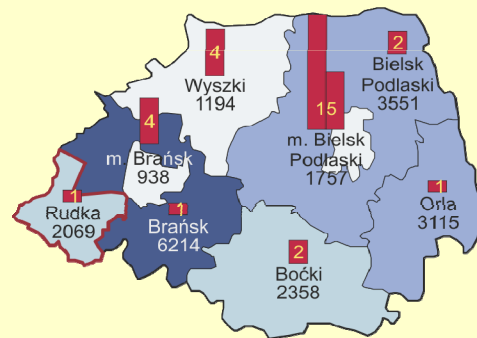 4
Wyszki
1194
2
Bielsk
Podlaski
3551
15
m. Bielsk
Podlaski
1757
4
m. Brańsk
938
1
Rudka
2069
1
Brańsk
6214
1
Orla
3115
2
Boćki
2358